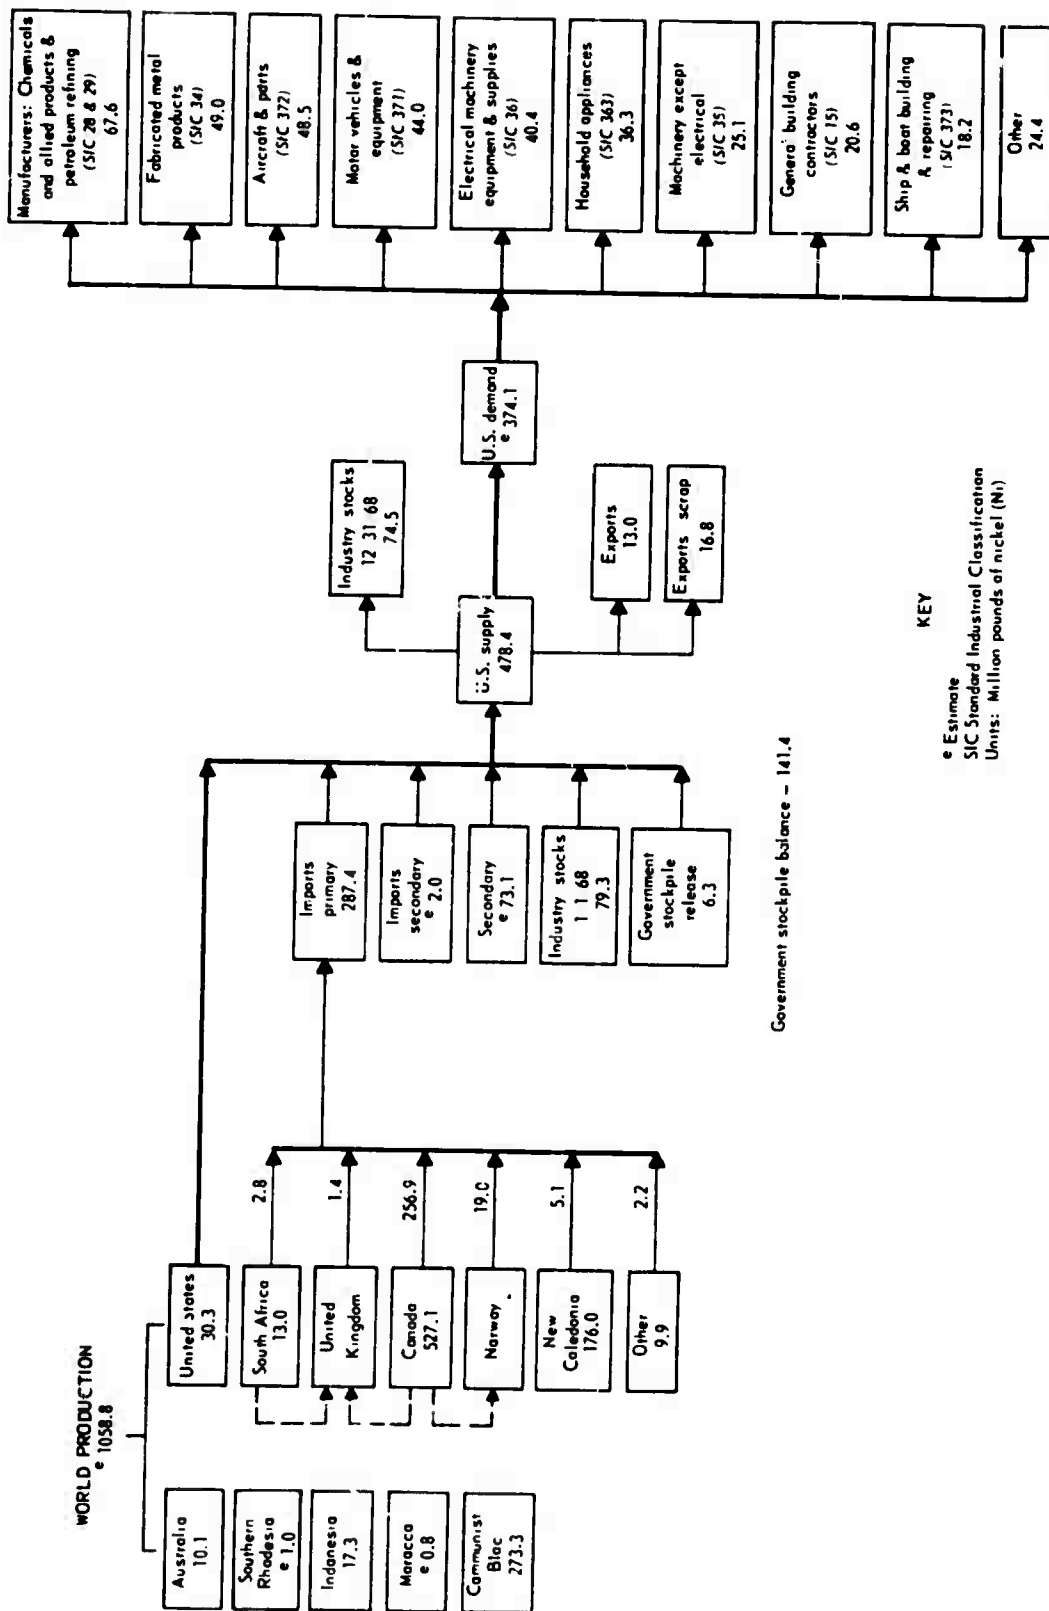 WORLD PRODUCTION
e 1058.8
Australia
10.1
Southern
Rhodesia
e 1.0
Indonesia
17.3
Morocco
e 0.8
Communist
Bloc
273.3
United States
30.3
South Africa
13.0
United
Kingdom
Canada
527.1
Norway
New
Caledonia
176.0
Other
9.9
2.8
1.4
256.9
19.0
5.1
2.2
Imports
primary
287.4
Imports
secondary
e 2.0
Secondary
e 73.1
Industry stocks
1 1 68
79.3
Government
stockpile
release
6.3
Government stockpile balance – 141.4
U.S. supply
478.4
Industry stocks
12 31 68
74.5
Exports
13.0
Exports scrap
16.8
U.S. demand
e 374.1
Manufacturers: Chemicals
and allied products &
petroleum refining
(SIC 28 & 29)
67.6
Fabricated metal
products
(SIC 34)
49.0
Aircraft & parts
(SIC 372)
48.5
Motor vehicles &
equipment
(SIC 371)
44.0
Electrical machinery
equipment & supplies
(SIC 36)
40.4
Household appliances
(SIC 363)
36.3
Machinery except
electrical
(SIC 35)
25.1
General building
contractors
(SIC 15)
20.6
Ship & boat building
& repairing
(SIC 373)
18.2
Other
24.4
KEY
e Estimate
SIC Standard Industrial Classification
Units: Million pounds of nickel (Ni)